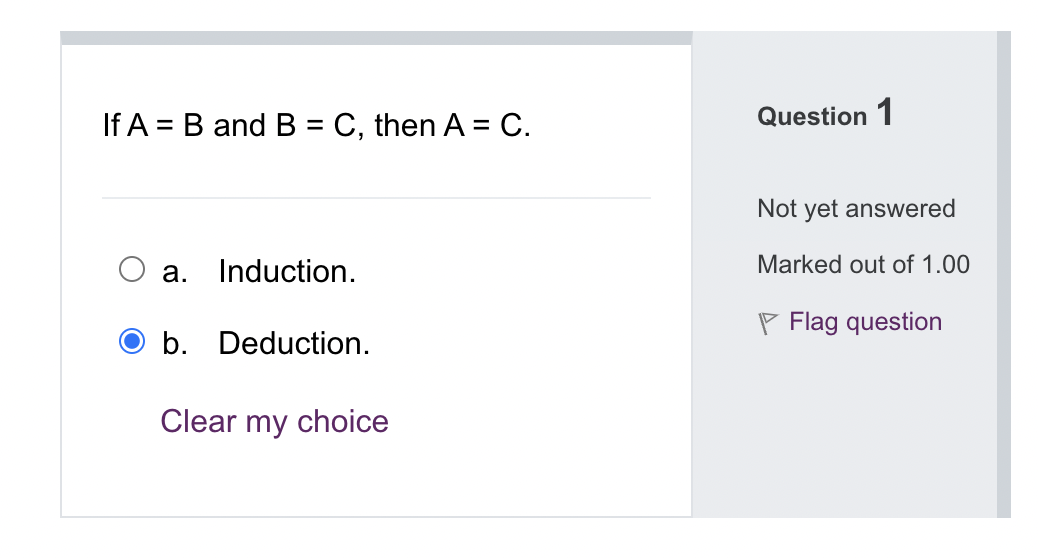 If A = B and B = C, then A = C.
a. Induction.
b. Deduction.
Clear my choice
Question 1
Not yet answered
Marked out of 1.00
Flag question